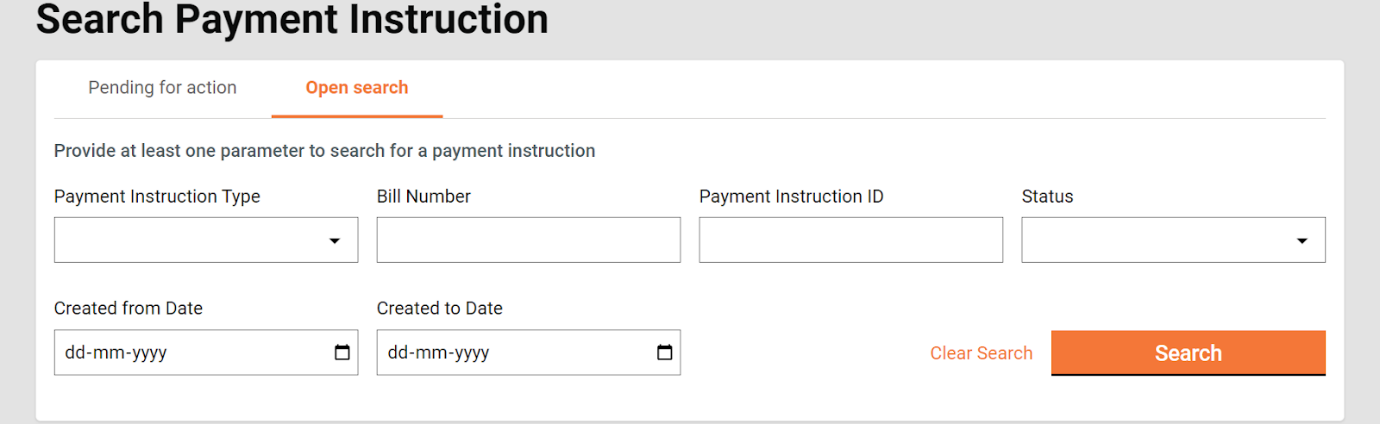 Search Payment Instruction
Pending for action
Open search
Provide at least one parameter to search for a payment instruction
Payment Instruction Type
Bill Number
Payment Instruction ID
Status
Created from Date
Created to Date
dd-mm-yyyy
dd-mm-yyyy
Clear Search
Search